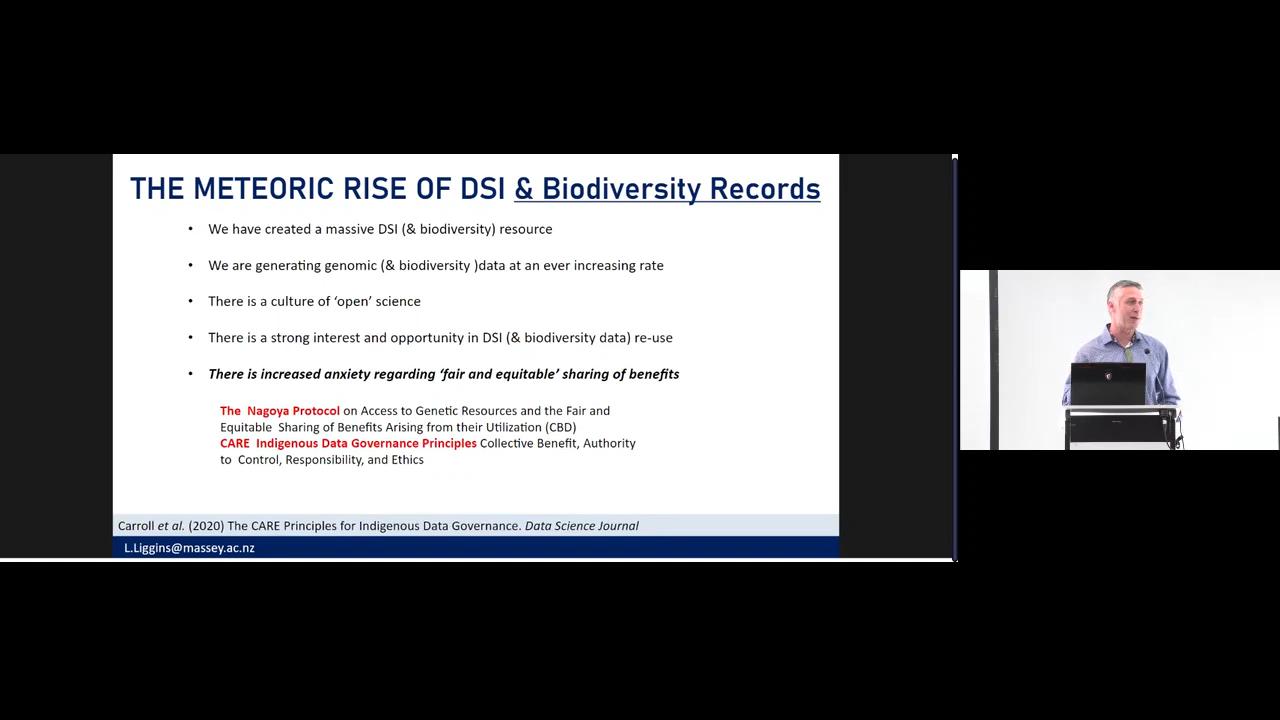 THE METEORIC RISE OF DSI & Biodiversity Records
• We have created a massive DSI (& biodiversity) resource
• We are generating genomic (& biodiversity )data at an ever increasing rate
• There is a culture of ‘open’ science
• There is a strong interest and opportunity in DSI (& biodiversity data) re-use
• There is increased anxiety regarding ‘fair and equitable’ sharing of benefits
The Nagoya Protocol on Access to Genetic Resources and the Fair and
Equitable Sharing of Benefits Arising from their Utilization (CBD)
CARE Indigenous Data Governance Principles Collective Benefit, Authority
to Control, Responsibility, and Ethics
Carroll et al. (2020) The CARE Principles for Indigenous Data Governance. Data Science Journal
L.Liggins@massey.ac.nz